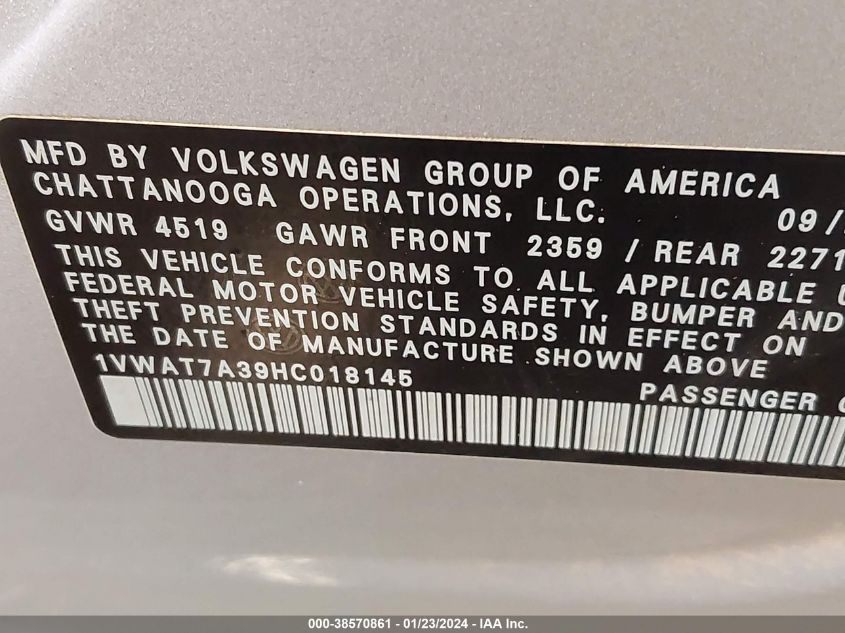 MFD BY VOLKSWAGEN GROUP OF AMERICA
CHATTANOOGA OPERATIONS, LLC. 09/
GVWR 4519 GAWR FRONT 2359 / REAR 2271
THIS VEHICLE CONFORMS TO ALL APPLICABLE
FEDERAL MOTOR VEHICLE SAFETY, BUMPER AND
THEFT PREVENTION STANDARDS IN EFFECT ON
THE DATE OF MANUFACTURE SHOWN ABOVE
1VWAT7A39HC018145 PASSENGER
000-38570861 - 01/23/2024 - IAA Inc.